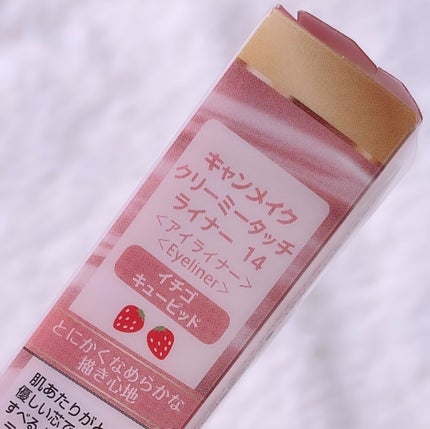 キャンメイク
クリーミータッチ
ライナー 14
<アイライナー>
<Eyeliner>
イチゴ
キューピッド
とにかくなめらかな
描き心地
肌あたりがや
優しい芯で
すべる